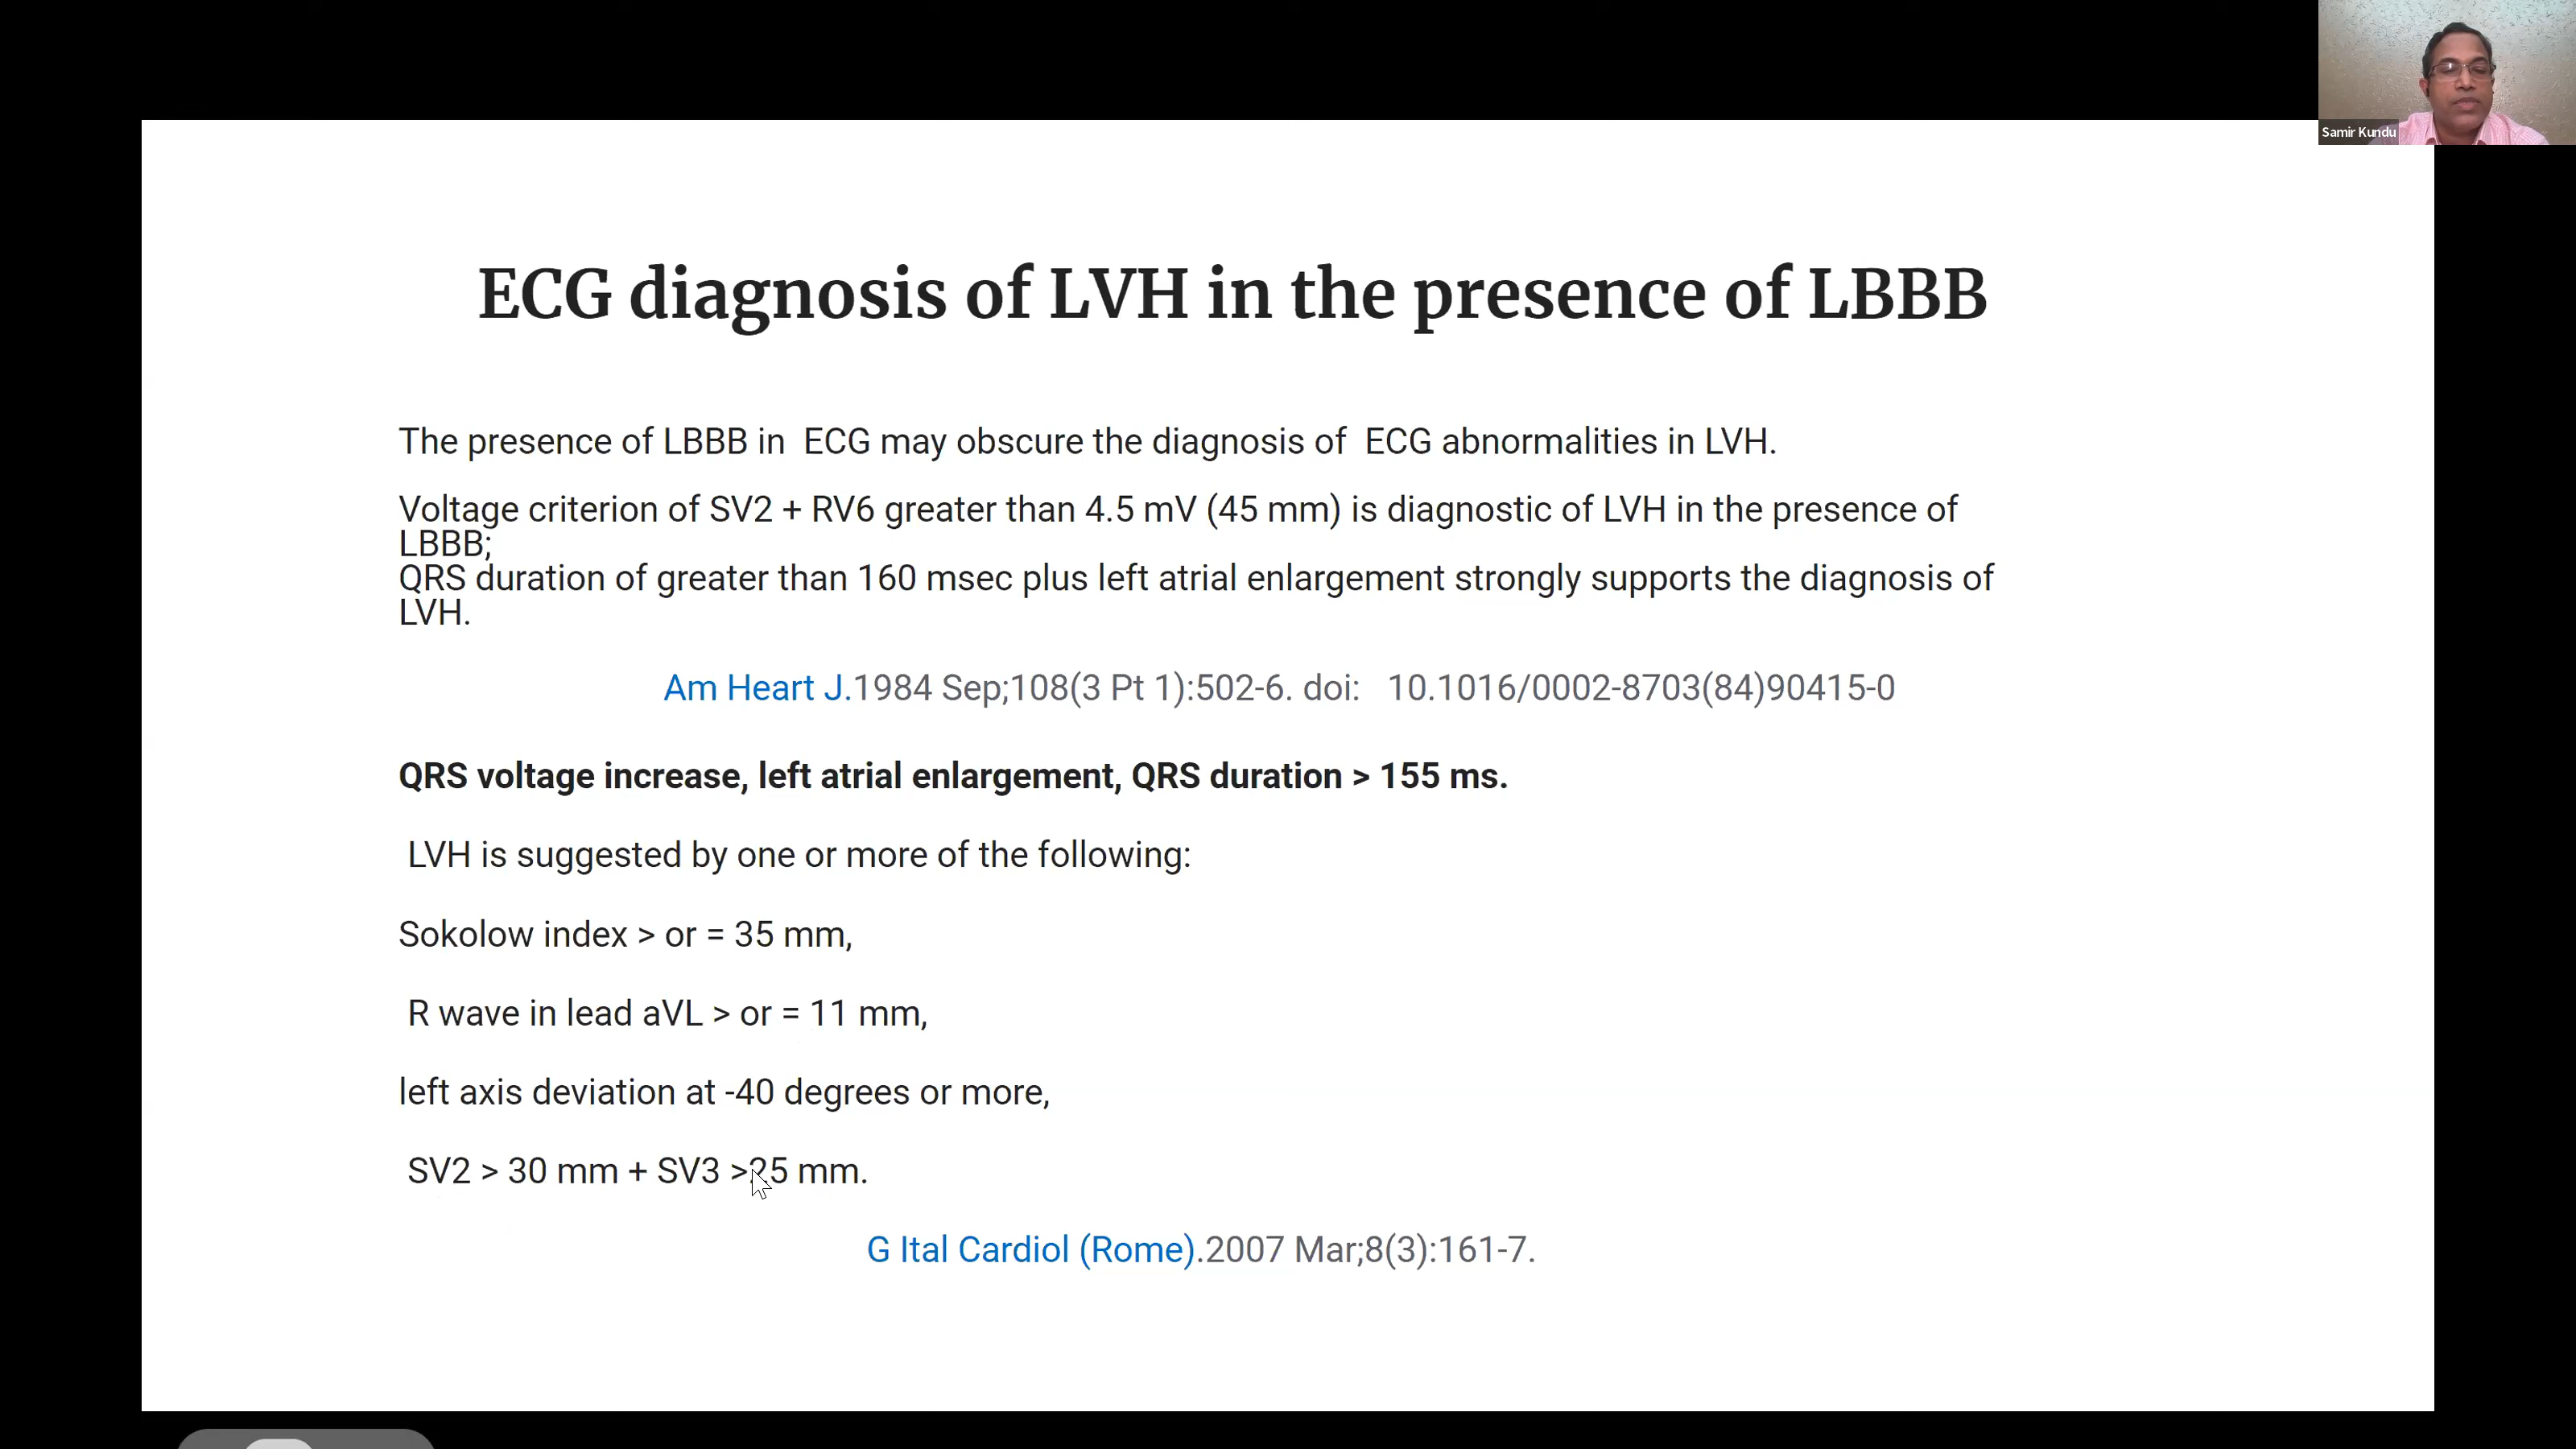 Samir Kundu
ECG diagnosis of LVH in the presence of LBBB
The presence of LBBB in ECG may obscure the diagnosis of ECG abnormalities in LVH.
Voltage criterion of SV2 + RV6 greater than 4.5 mV (45 mm) is diagnostic of LVH in the presence of
LBBB;
QRS duration of greater than 160 msec plus left atrial enlargement strongly supports the diagnosis of
LVH.
Am Heart J.1984 Sep;108(3 Pt 1):502-6. doi: 10.1016/0002-8703(84)90415-0
QRS voltage increase, left atrial enlargement, QRS duration > 155 ms.
LVH is suggested by one or more of the following:
Sokolow index > or = 35 mm,
R wave in lead aVL > or = 11 mm,
left axis deviation at -40 degrees or more,
SV2 > 30 mm + SV3 >25 mm.
G Ital Cardiol (Rome).2007 Mar;8(3):161-7.